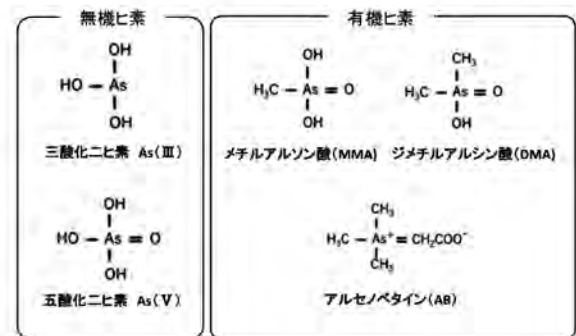 無機ヒ素
OH
HO － As
OH
三酸化二ヒ素 As(Ⅲ)
OH
HO － As ＝ O
OH
五酸化二ヒ素 As(Ⅴ)
有機ヒ素
OH
H₃C － As ＝ O
OH
メチルアルソン酸(MMA)
CH₃
H₃C － As ＝ O
OH
ジメチルアルシン酸(DMA)
CH₃
H₃C － As⁺ ＝ CH₂COO⁻
CH₃
アルセノベタイン(AB)